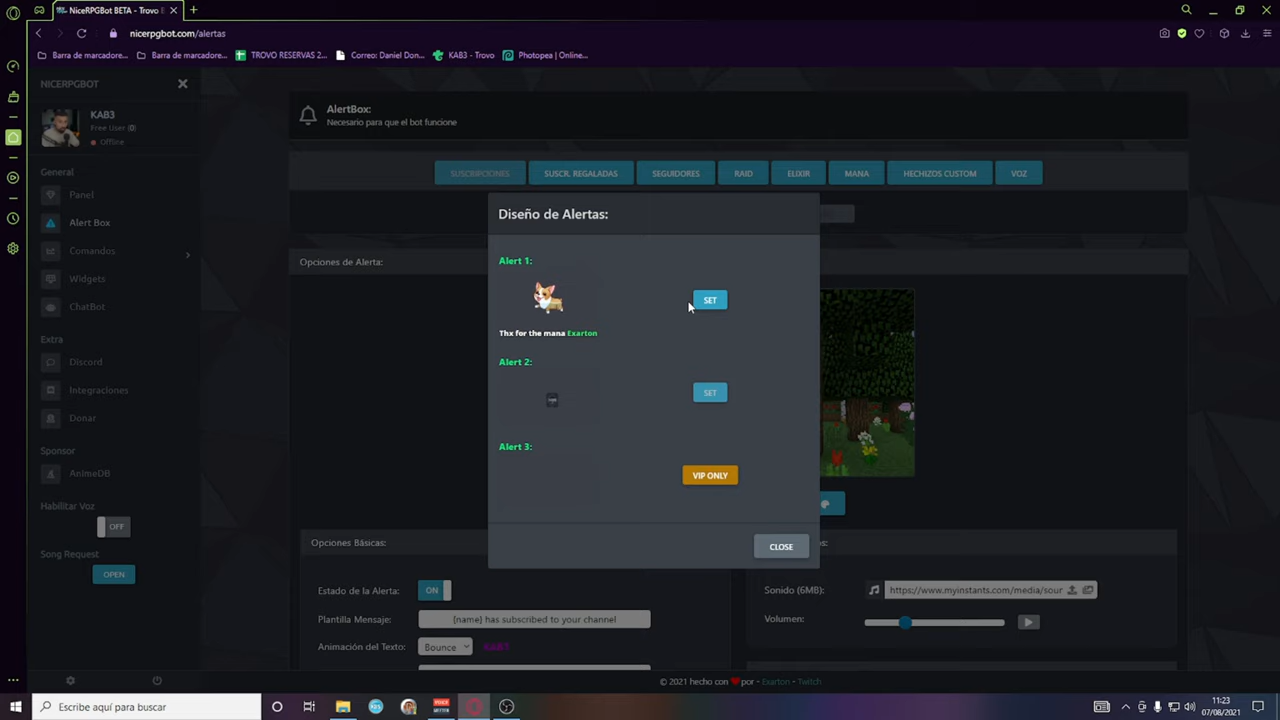 NiceRPGBot BETA - Trovo E
nicerpgbot.com/alertas
Barra de marcadore...
Barra de marcadore...
TROVO RESERVAS 2...
Correo: Daniel Don...
KAB3 - Trovo
Photopea | Online...
NICERPGBOT
KAB3
Free User (0)
Offline
General
Panel
Alert Box
Comandos
Widgets
ChatBot
Extra
Discord
Integraciones
Donar
Sponsor
AnimeDB
Habilitar Voz
OFF
Song Request
OPEN
AlertBox:
Necesario para que el bot funcione
SUSCRIPCIONES
SUSCR. REGALADAS
SEGUIDORES
RAID
ELIXIR
MANA
HECHIZOS CUSTOM
VOZ
Opciones de Alerta:
Diseño de Alertas:
Alert 1:
SET
Thx for the mana Exarton
Alert 2:
SET
Alert 3:
VIP ONLY
CLOSE
Opciones Básicas:
Estado de la Alerta:
ON
Plantilla Mensaje:
{name} has subscribed to your channel
Animación del Texto:
Bounce
KAB3
Sonido (6MB):
https://www.myinstants.com/media/sour
Volumen:
© 2021 hecho con por - Exarton - Twitch
Escribe aquí para buscar
11:23
07/08/2021